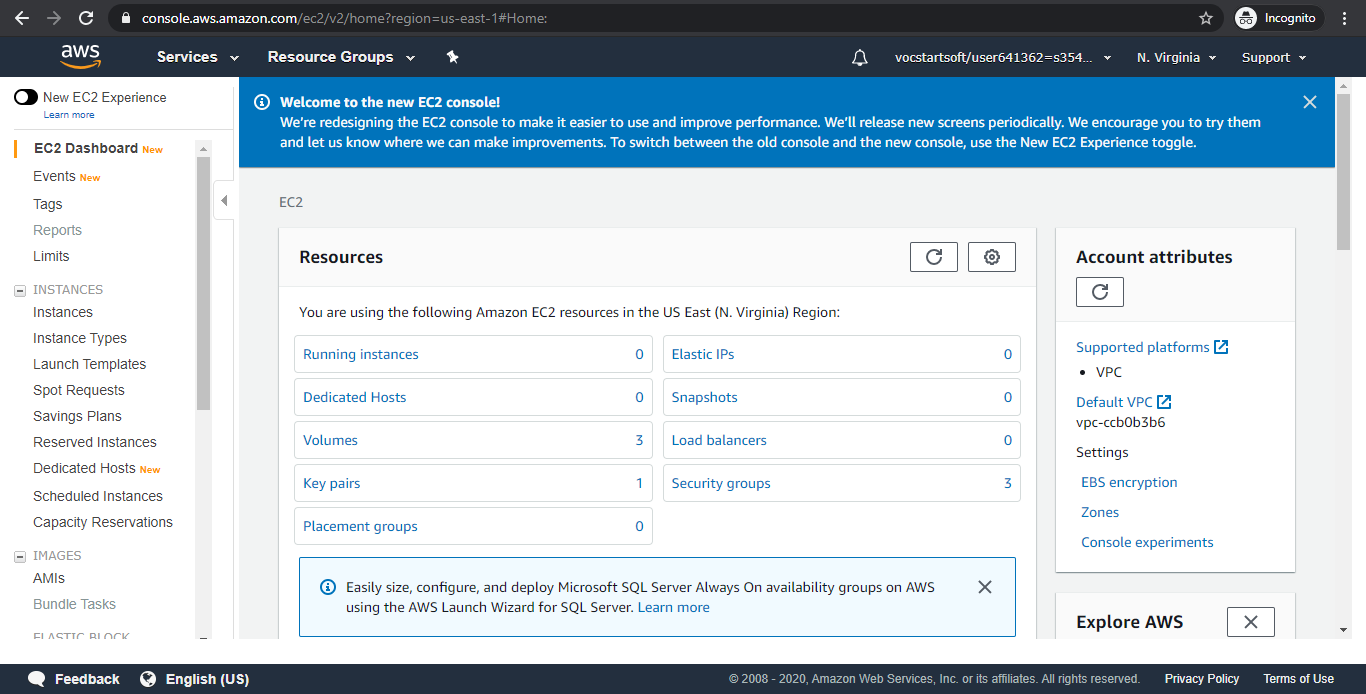 console.aws.amazon.com/ec2/v2/home?region=us-east-1#Home:
Incognito
aws
Services
Resource Groups
vocstartsoft/user641362=s354...
N. Virginia
Support
New EC2 Experience
Learn more
EC2 Dashboard New
Events New
Tags
Reports
Limits
INSTANCES
Instances
Instance Types
Launch Templates
Spot Requests
Savings Plans
Reserved Instances
Dedicated Hosts New
Scheduled Instances
Capacity Reservations
IMAGES
AMIs
Bundle Tasks
ELASTIC BLOCK
Welcome to the new EC2 console!
We're redesigning the EC2 console to make it easier to use and improve performance. We'll release new screens periodically. We encourage you to try them
and let us know where we can make improvements. To switch between the old console and the new console, use the New EC2 Experience toggle.
EC2
Resources
You are using the following Amazon EC2 resources in the US East (N. Virginia) Region:
Running instances 0
Elastic IPs 0
Dedicated Hosts 0
Snapshots 0
Volumes 3
Load balancers 0
Key pairs 1
Security groups 3
Placement groups 0
Easily size, configure, and deploy Microsoft SQL Server Always On availability groups on AWS
using the AWS Launch Wizard for SQL Server. Learn more
Account attributes
Supported platforms
• VPC
Default VPC
vpc-ccb0b3b6
Settings
EBS encryption
Zones
Console experiments
Explore AWS
Feedback
English (US)
© 2008 - 2020, Amazon Web Services, Inc. or its affiliates. All rights reserved.
Privacy Policy
Terms of Use